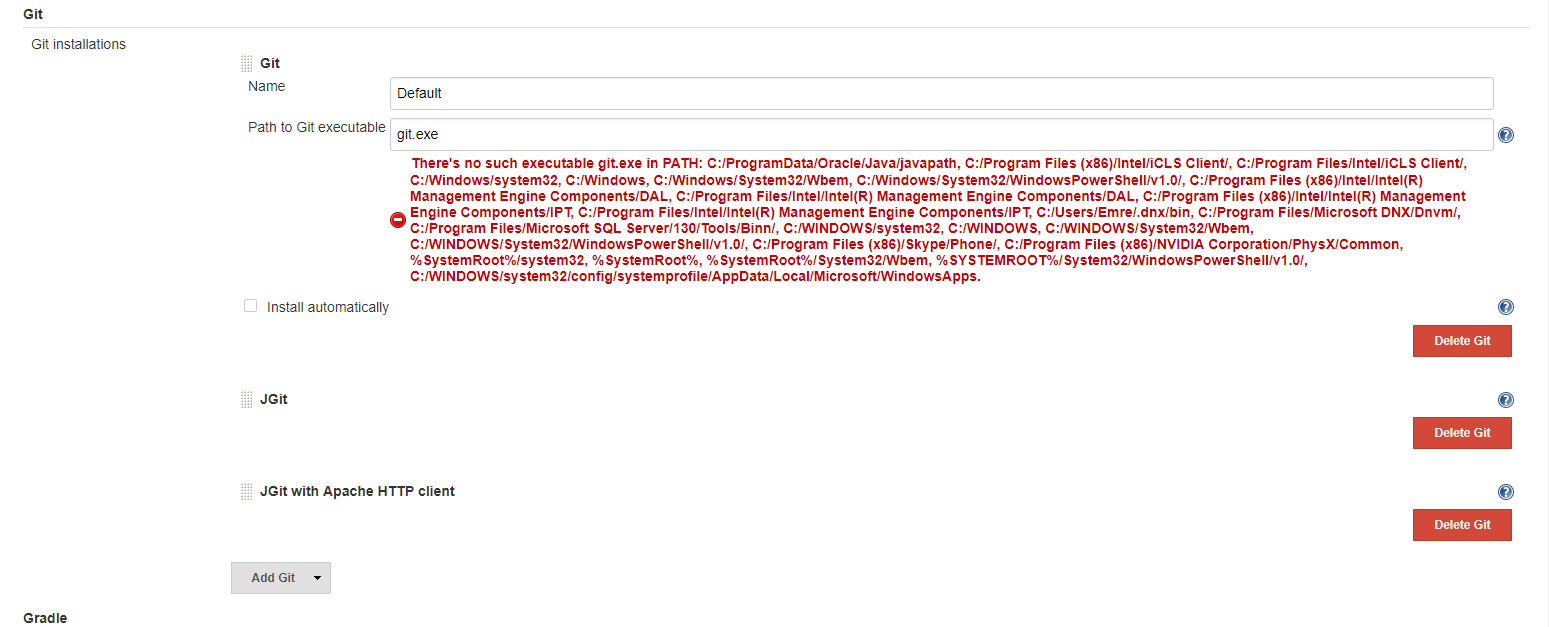 Git
Git installations
Git
Name
Default
Path to Git executable
git.exe
There's no such executable git.exe in PATH: C:/ProgramData/Oracle/Java/javapath, C:/Program Files (x86)/Intel/iCLS Client/, C:/Program Files/Intel/iCLS Client/,
C:/Windows/system32, C:/Windows, C:/Windows/System32/Wbem, C:/Windows/System32/WindowsPowerShell/v1.0/, C:/Program Files (x86)/Intel/Intel(R)
Management Engine Components/DAL, C:/Program Files/Intel/Intel(R) Management Engine Components/DAL, C:/Program Files (x86)/Intel/Intel(R) Management
Engine Components/IPT, C:/Program Files/Intel/Intel(R) Management Engine Components/IPT, C:/Users/Emre/.dnx/bin, C:/Program Files/Microsoft DNX/Dnvm/,
C:/Program Files/Microsoft SQL Server/130/Tools/Binn/, C:/WINDOWS/system32, C:/WINDOWS, C:/WINDOWS/System32/Wbem,
C:/WINDOWS/System32/WindowsPowerShell/v1.0/, C:/Program Files (x86)/Skype/Phone/, C:/Program Files (x86)/NVIDIA Corporation/PhysX/Common,
%SystemRoot%/system32, %SystemRoot%, %SystemRoot%/System32/Wbem, %SYSTEMROOT%/System32/WindowsPowerShell/v1.0/,
C:/WINDOWS/system32/config/systemprofile/AppData/Local/Microsoft/WindowsApps.
Install automatically
Delete Git
JGit
Delete Git
JGit with Apache HTTP client
Delete Git
Add Git
Gradle